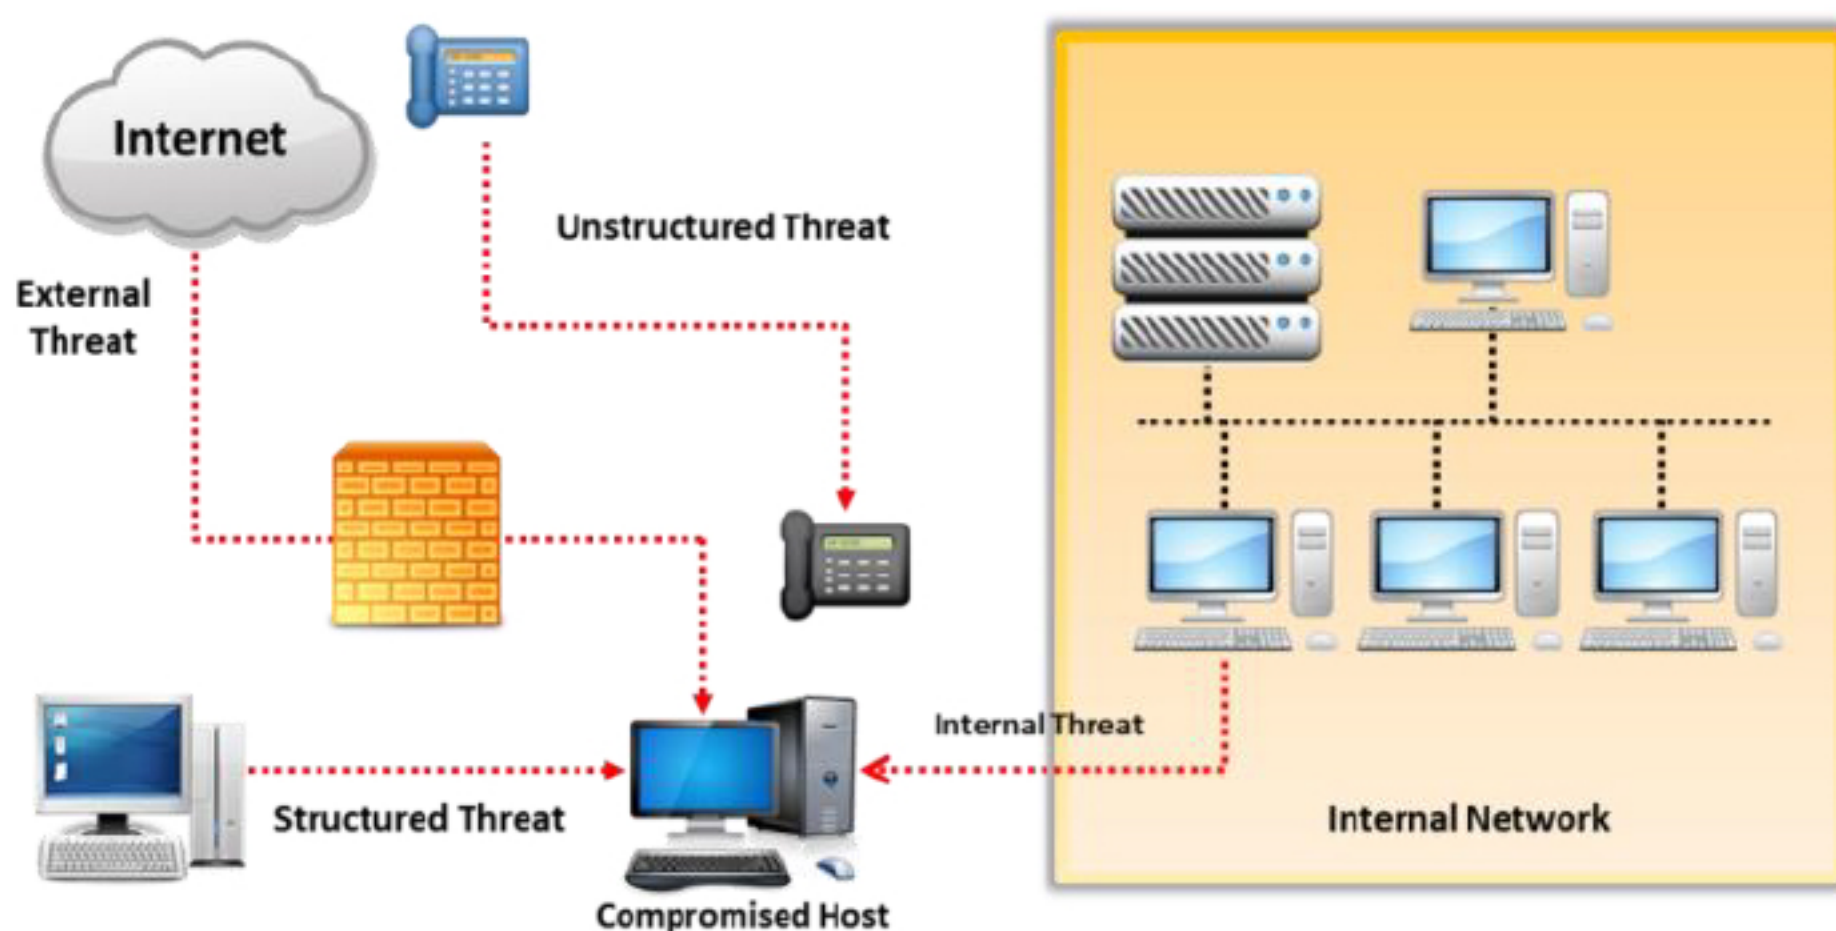 Internet
Unstructured Threat
External
Threat
Internal Threat
Structured Threat
Internal Network
Compromised Host